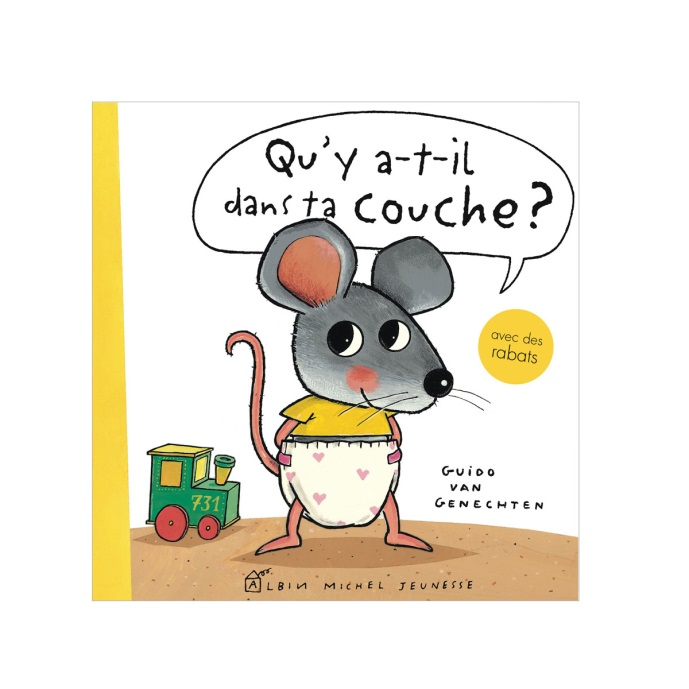 Qu'y a-t-il
dans ta couche?
avec des
rabats
731
GUIDO
VAN
GENECHTEN
ALBIN MICHEL JEUNESSE